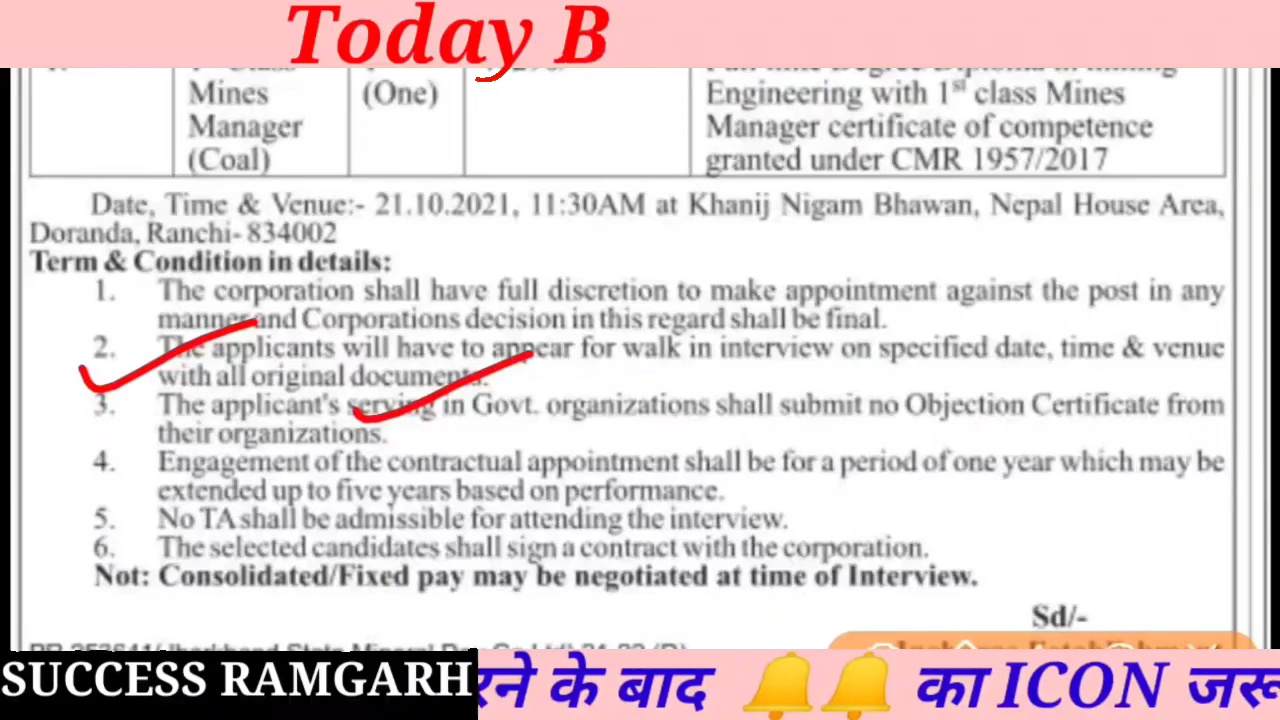 Today B
Mines
Manager
(Coal)
(One)
Engineering with 1st class Mines
Manager certificate of competence
granted under CMR 1957/2017
Date, Time & Venue:- 21.10.2021, 11:30AM at Khanij Nigam Bhawan, Nepal House Area,
Doranda, Ranchi- 834002
Term & Condition in details:
1. The corporation shall have full discretion to make appointment against the post in any
manner and Corporations decision in this regard shall be final.
2. The applicants will have to appear for walk in interview on specified date, time & venue
with all original documents.
3. The applicant's serving in Govt. organizations shall submit no Objection Certificate from
their organizations.
4. Engagement of the contractual appointment shall be for a period of one year which may be
extended up to five years based on performance.
5. No TA shall be admissible for attending the interview.
6. The selected candidates shall sign a contract with the corporation.
Not: Consolidated/Fixed pay may be negotiated at time of Interview.
Sd/-
SUCCESS RAMGARH
रने के बाद 🔔🔔 का ICON जरू